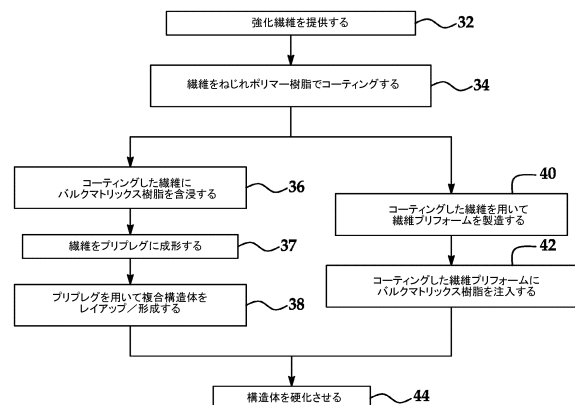 強化繊維を提供する
32
繊維をねじれポリマー樹脂でコーティングする
34
コーティングした繊維に
バルクマトリックス樹脂を含浸する
36
繊維をプリプレグに成形する
37
プリプレグを用いて複合構造体を
レイアップ/形成する
38
コーティングした繊維を用いて
繊維プリフォームを製造する
40
コーティングした繊維プリフォームに
バルクマトリックス樹脂を注入する
42
構造体を硬化させる
44